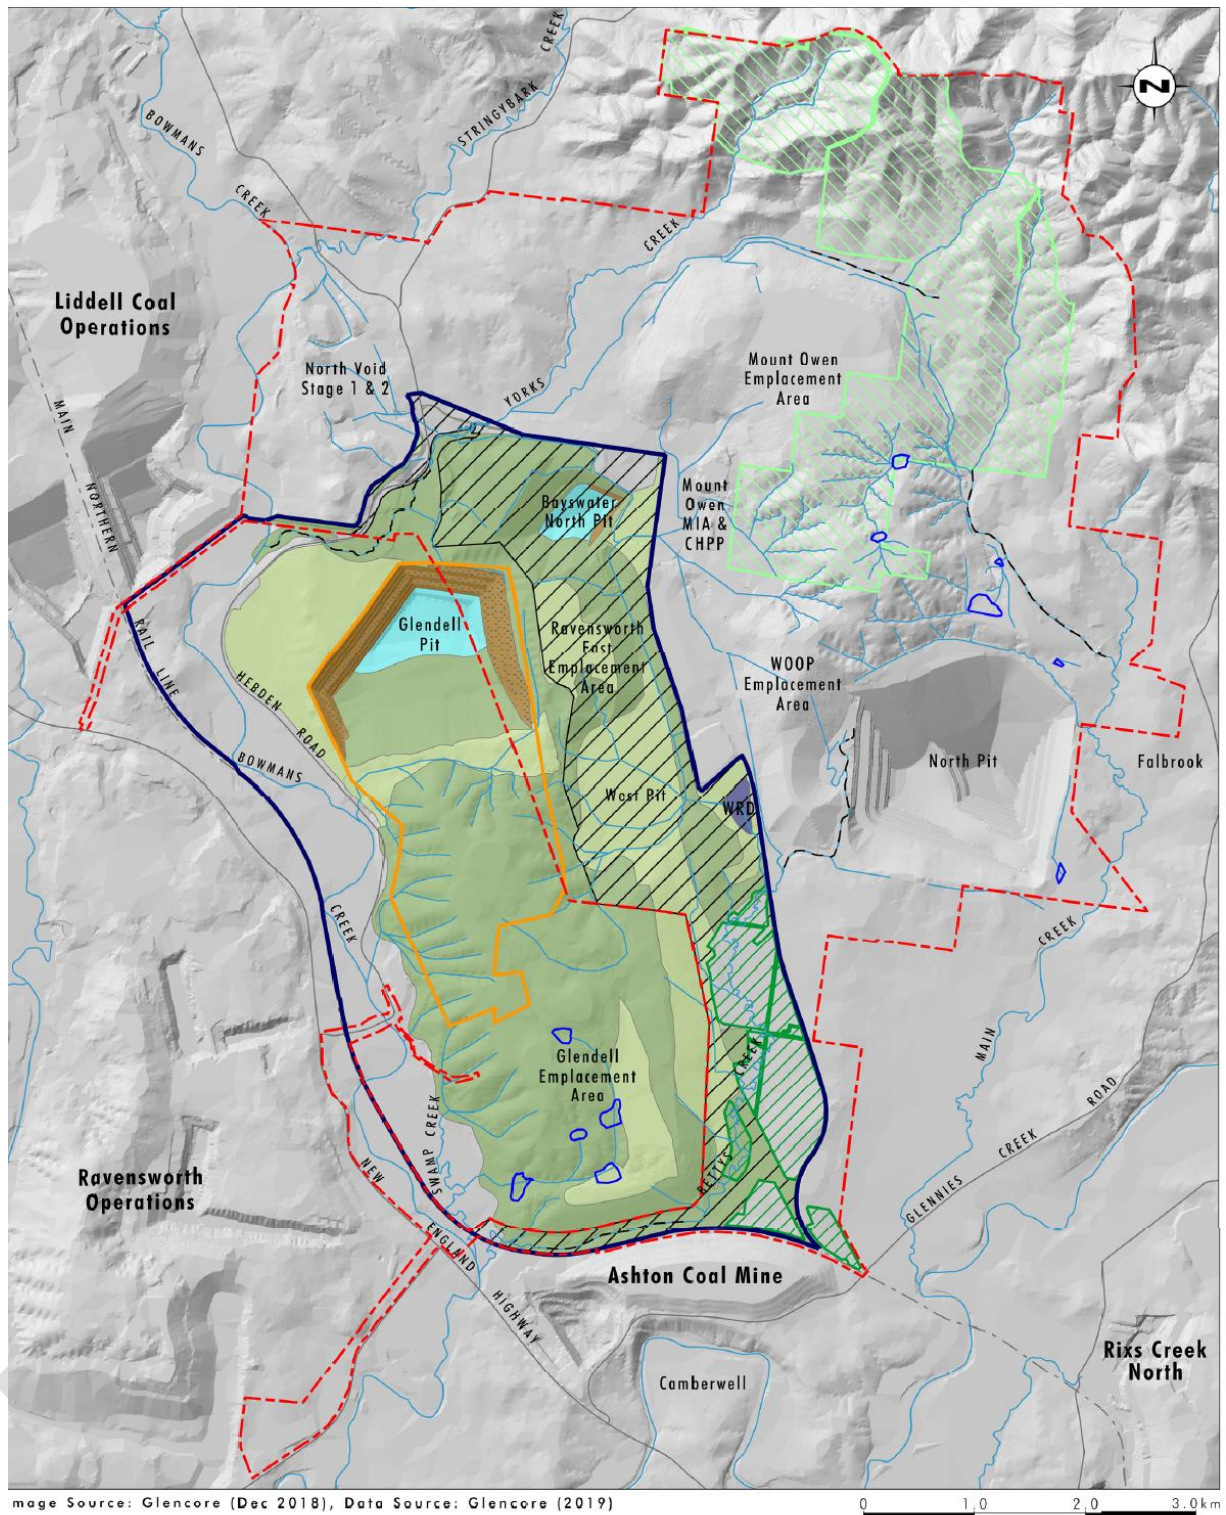 BOWMANS
CREEK
STRINGYBARK
CREEK
N
Liddell Coal
Operations
CREEK
North Void
Stage 1 & 2
YORKS
Mount Owen
Emplacement
Area
MAIN
NORTHERN
Bayswater
North Pit
Mount
Owen
MIA &
CHPP
Glendell
Pit
Ravensworth
East
Emplacement
Area
RAIL LINE
HEBDEN ROAD
WOOP
Emplacement
Area
BOWMANS
CREEK
West Pit
WRD
North Pit
Falbrook
CREEK
MAIN
Glendell
Emplacement
Area
CREEK
BETTYS
SWAMP CREEK
GLENNIES
CREEK
ROAD
Ravensworth
Operations
NEW
ENGLAND
HIGHWAY
Ashton Coal Mine
Camberwell
Rixs Creek
North
mage Source: Glencore (Dec 2018), Data Source: Glencore (2019)
0 1.0 2.0 3.0km